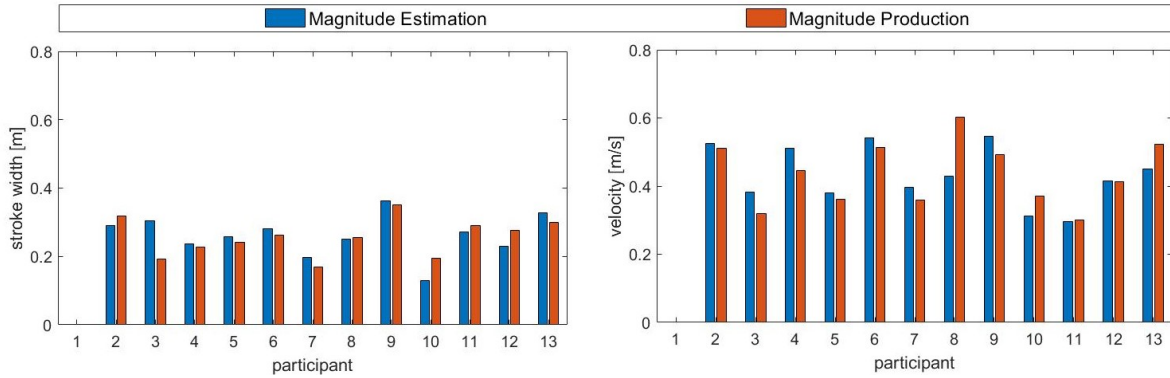 Magnitude Estimation Magnitude Production
0.8
0.6
0.4
0.2
0
stroke width [m]
1 2 3 4 5 6 7 8 9 10 11 12 13
participant
0.8
0.6
0.4
0.2
0
velocity [m/s]
1 2 3 4 5 6 7 8 9 10 11 12 13
participant